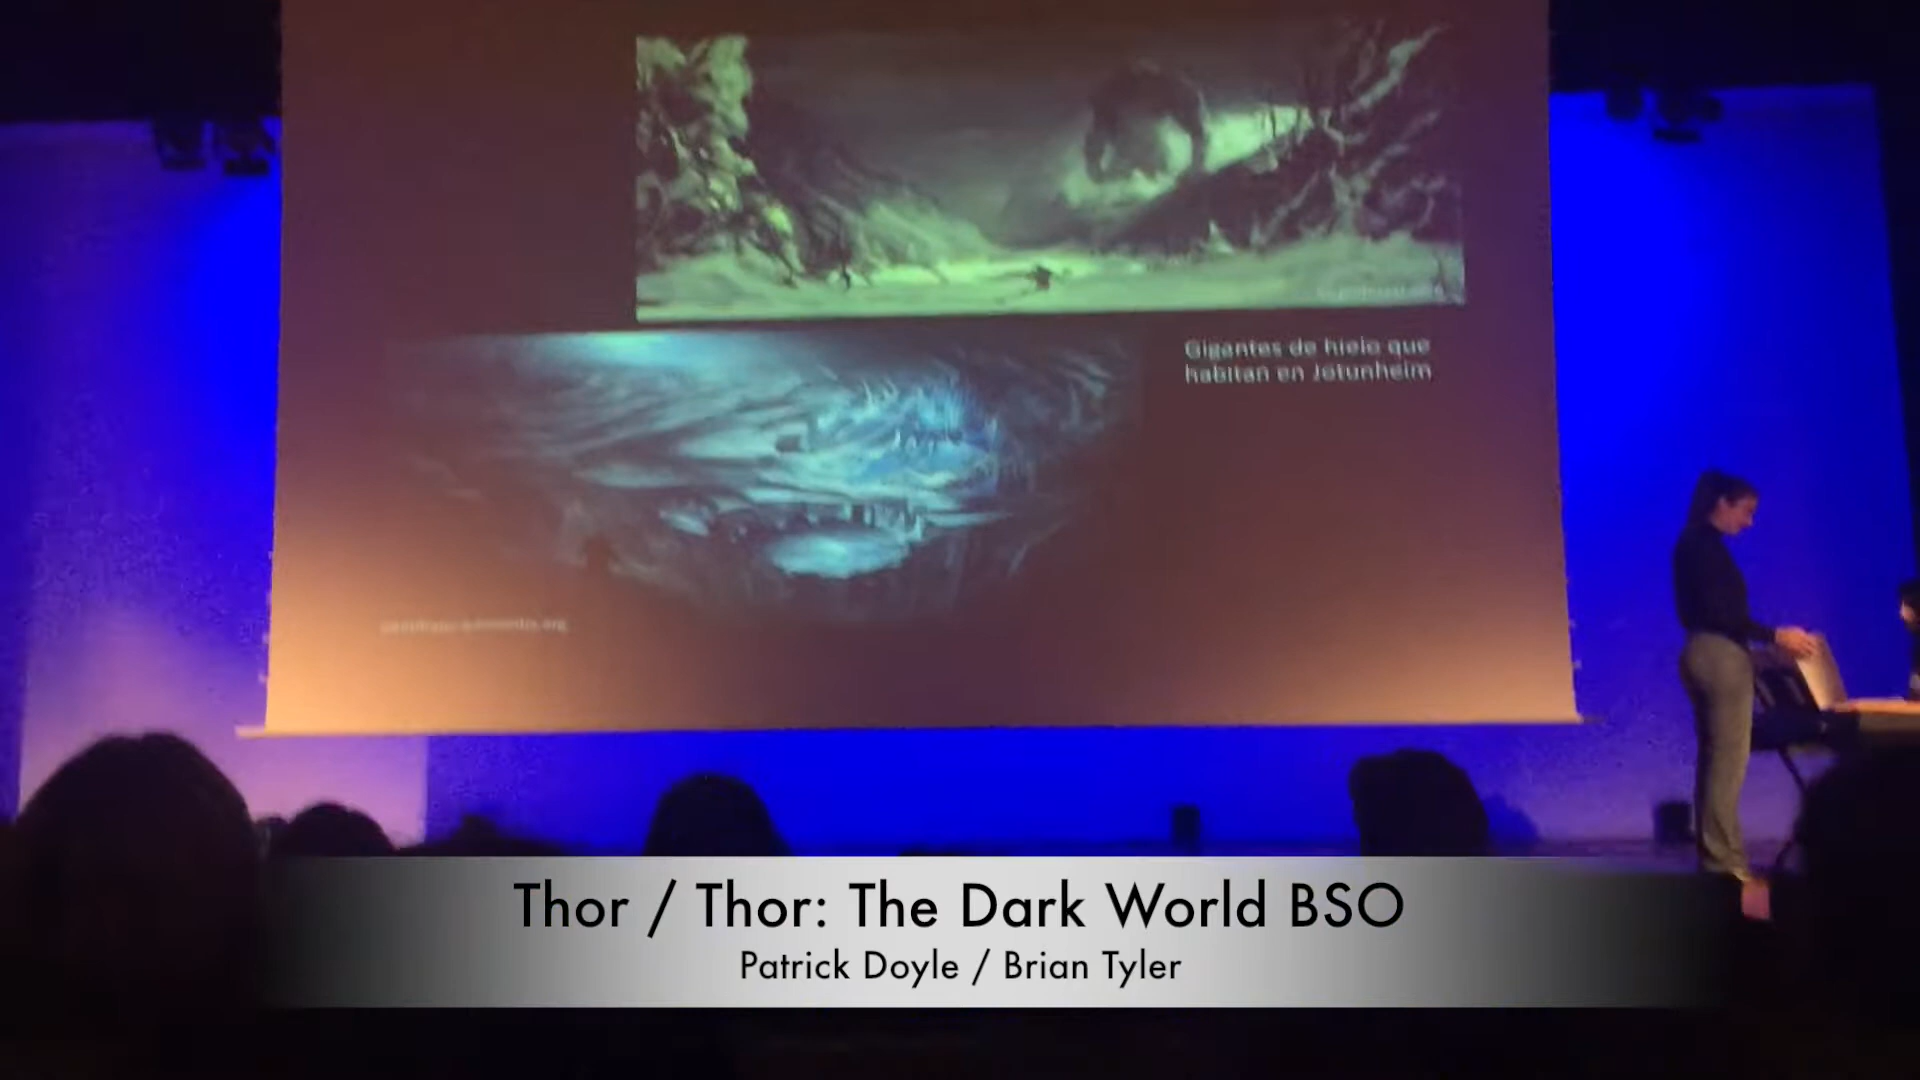 Gigantes de hielo que
habitan en Jotunheim
Thor / Thor: The Dark World BSO
Patrick Doyle / Brian Tyler